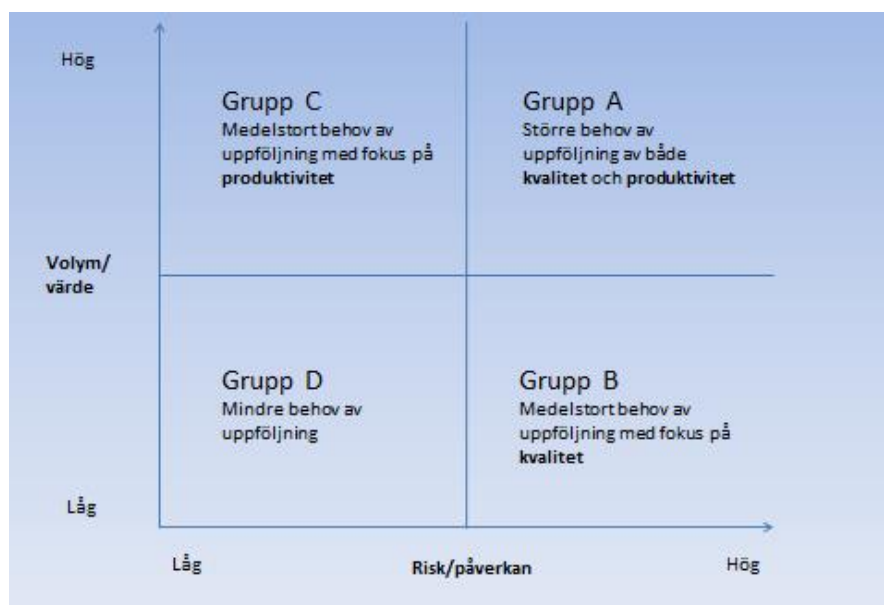 Hög
Grupp C
Medelstort behov av
uppföljning med fokus på
produktivitet
Grupp A
Större behov av
uppföljning av både
kvalitet och produktivitet
Volym/
värde
Grupp D
Mindre behov av
uppföljning
Grupp B
Medelstort behov av
uppföljning med fokus på
kvalitet
Låg
Låg
Risk/påverkan
Hög